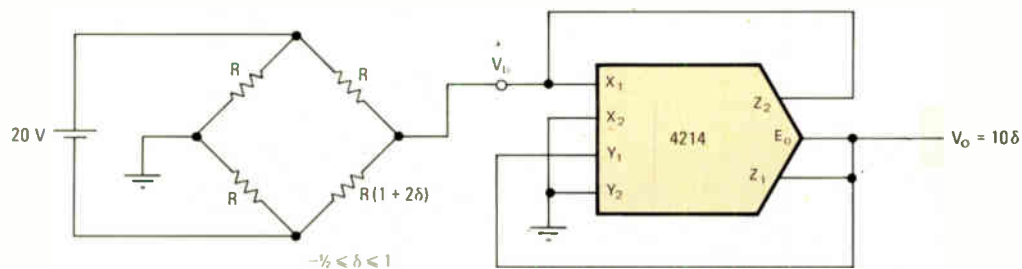 20 V
R
R
R
R(1 + 2δ)
−½ ≤ δ ≤ 1
X₁
X₂
Y₁
Y₂
4214
Z₂
E₀
Z₁
V₀ = 10δ